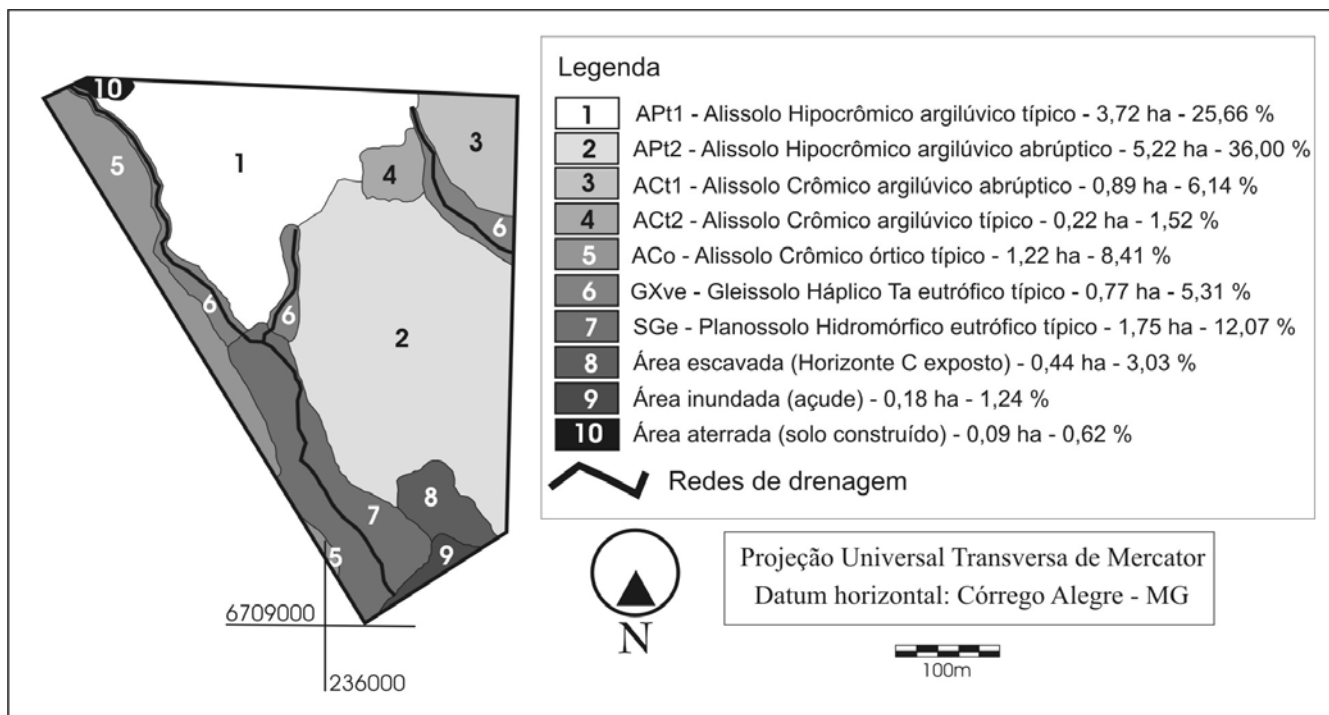 10
1
3
5
4
6
6
6
2
8
7
9
5
6709000
236000
Legenda
1 APt1 - Alissolo Hipocrômico argilúvico típico - 3,72 ha - 25,66 %
2 APt2 - Alissolo Hipocrômico argilúvico abrúptico - 5,22 ha - 36,00 %
3 ACt1 - Alissolo Crômico argilúvico abrúptico - 0,89 ha - 6,14 %
4 ACt2 - Alissolo Crômico argilúvico típico - 0,22 ha - 1,52 %
5 ACo - Alissolo Crômico órtico típico - 1,22 ha - 8,41 %
6 GXve - Gleissolo Háplico Ta eutrófico típico - 0,77 ha - 5,31 %
7 SGe - Planossolo Hidromórfico eutrófico típico - 1,75 ha - 12,07 %
8 Área escavada (Horizonte C exposto) - 0,44 ha - 3,03 %
9 Área inundada (açude) - 0,18 ha - 1,24 %
10 Área aterrada (solo construído) - 0,09 ha - 0,62 %
Redes de drenagem
N
Projeção Universal Transversa de Mercator
Datum horizontal: Córrego Alegre - MG
100m